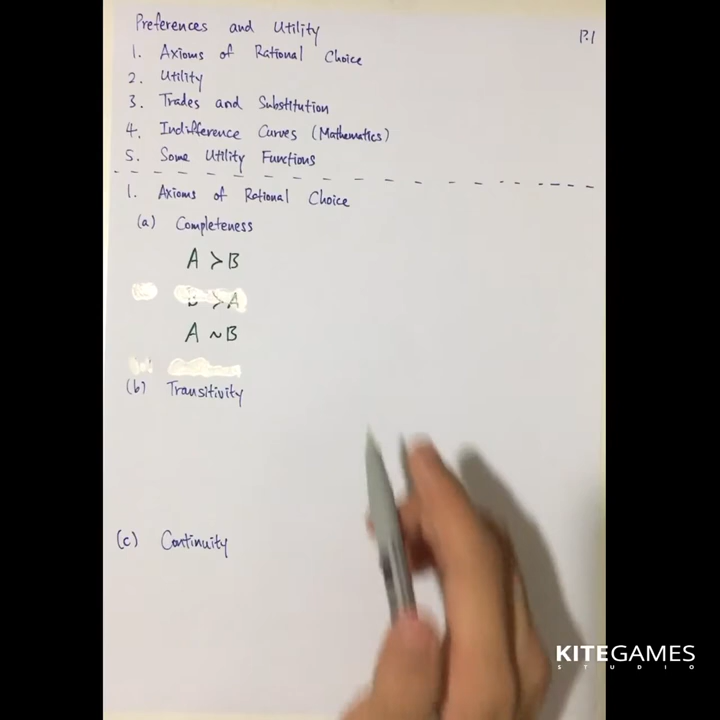 Preferences and Utility
P.1
1. Axioms of Rational Choice
2. Utility
3. Trades and Substitution
4. Indifference Curves (Mathematics)
5. Some Utility Functions
1. Axioms of Rational Choice
(a) Completeness
A ≻ B
≻ A
A ~ B
(b) Transitivity
(c) Continuity
KITEGAMES
STUDIO